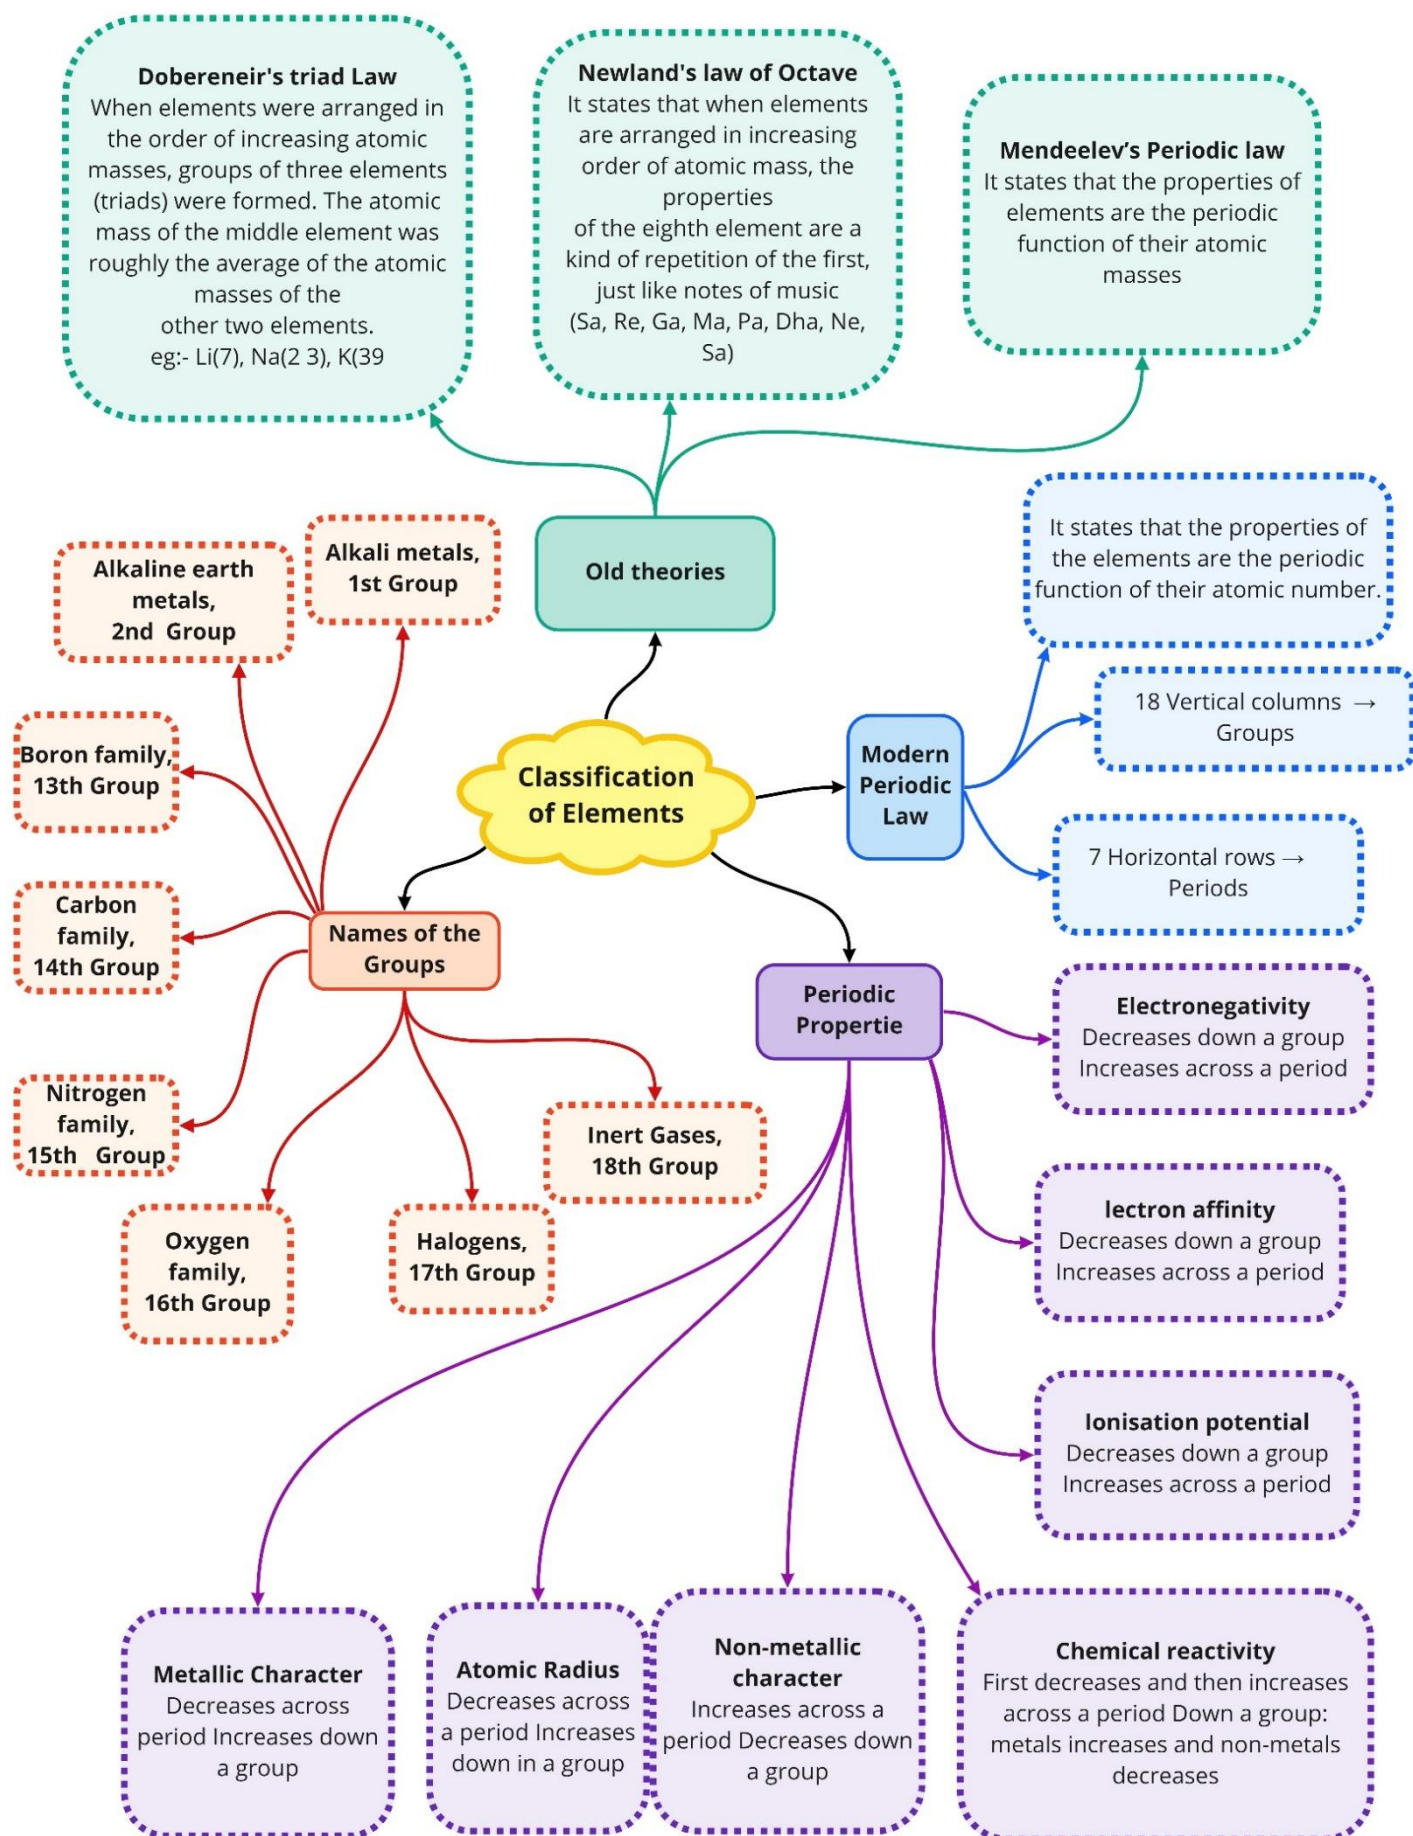 Dobereneir's triad Law
When elements were arranged in
the order of increasing atomic
masses, groups of three elements
(triads) were formed. The atomic
mass of the middle element was
roughly the average of the atomic
masses of the
other two elements.
eg:- Li(7), Na(2 3), K(39
Newland's law of Octave
It states that when elements
are arranged in increasing
order of atomic mass, the
properties
of the eighth element are a
kind of repetition of the first,
just like notes of music
(Sa, Re, Ga, Ma, Pa, Dha, Ne,
Sa)
Mendeelev’s Periodic law
It states that the properties of
elements are the periodic
function of their atomic
masses
Old theories
Alkali metals,
1st Group
Alkaline earth
metals,
2nd Group
Boron family,
13th Group
Carbon
family,
14th Group
Nitrogen
family,
15th Group
Oxygen
family,
16th Group
Halogens,
17th Group
Inert Gases,
18th Group
Names of the
Groups
Classification
of Elements
Modern
Periodic
Law
It states that the properties of
the elements are the periodic
function of their atomic number.
18 Vertical columns →
Groups
7 Horizontal rows →
Periods
Periodic
Propertie
Electronegativity
Decreases down a group
Increases across a period
lectron affinity
Decreases down a group
Increases across a period
Ionisation potential
Decreases down a group
Increases across a period
Metallic Character
Decreases across
period Increases down
a group
Atomic Radius
Decreases across
a period Increases
down in a group
Non-metallic
character
Increases across a
period Decreases down
a group
Chemical reactivity
First decreases and then increases
across a period Down a group:
metals increases and non-metals
decreases